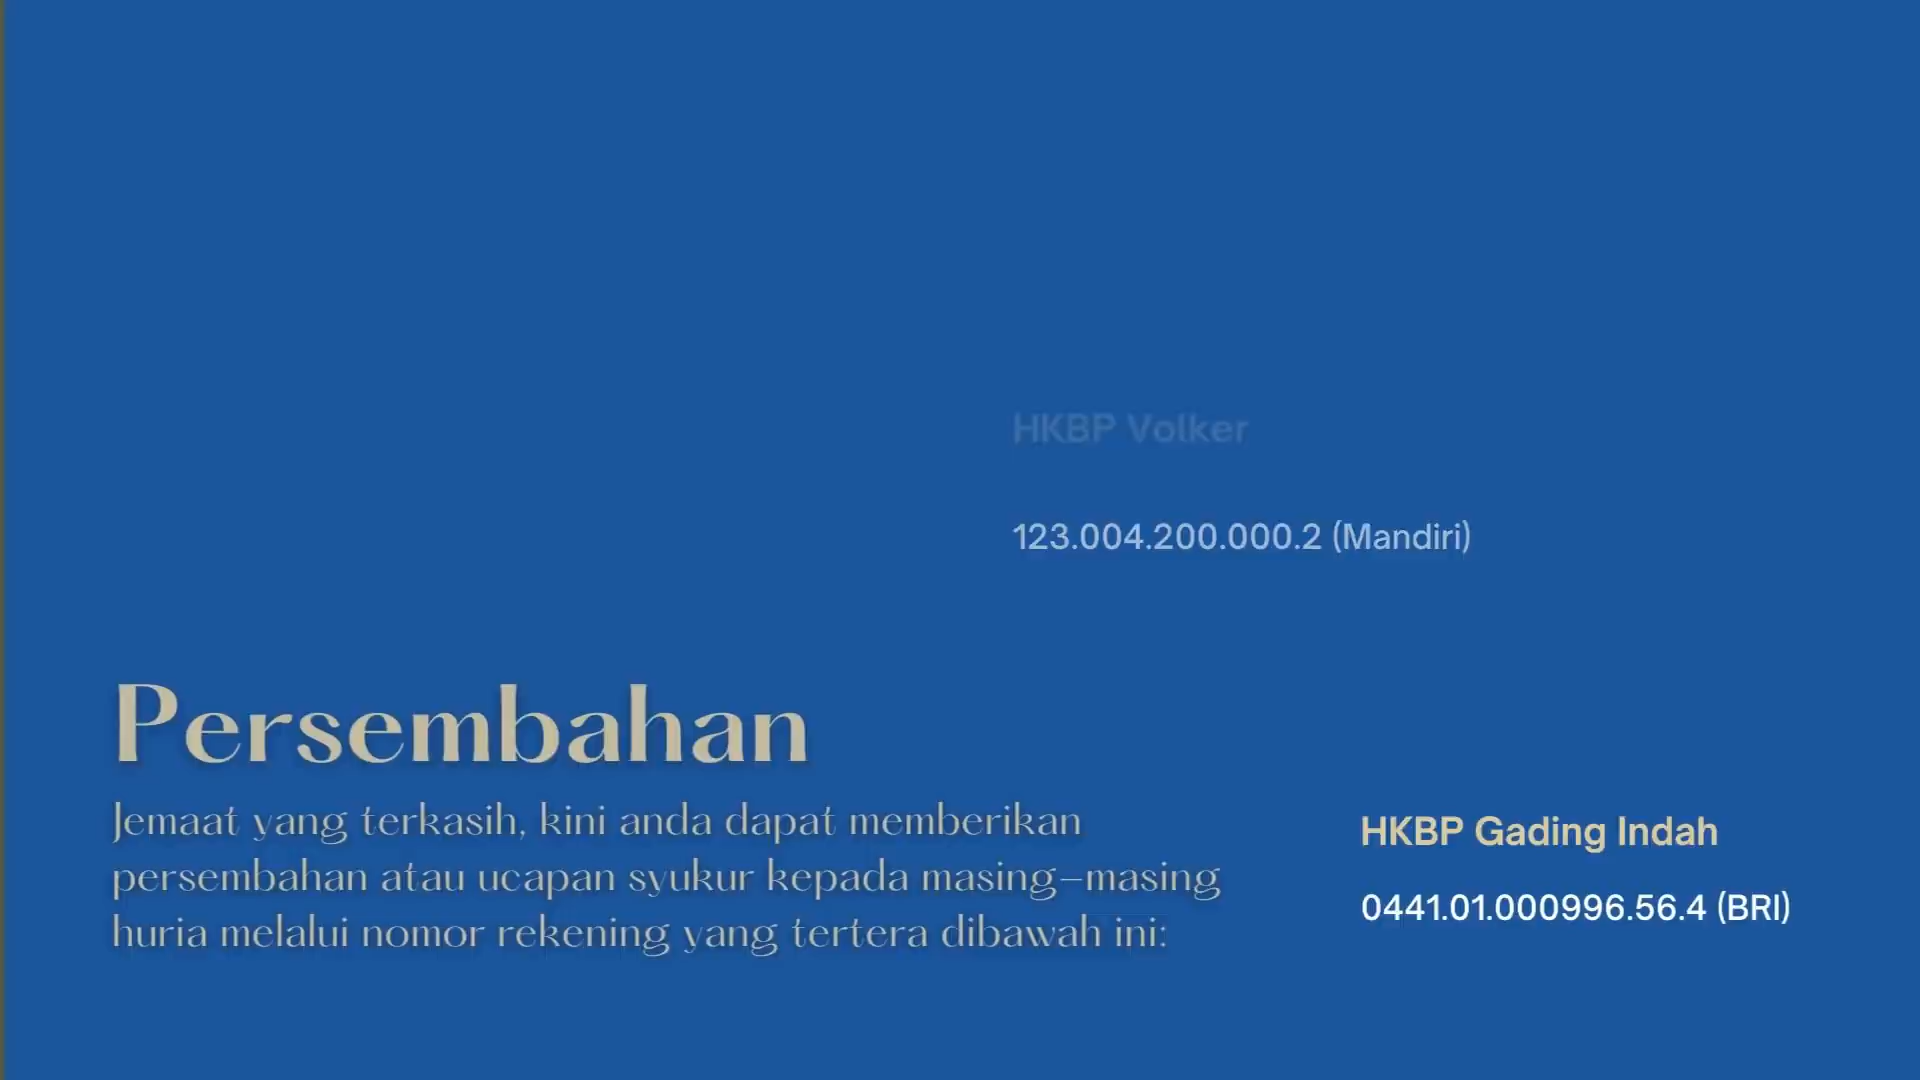 HKBP Volker
123.004.200.000.2 (Mandiri)
Persembahan
Jemaat yang terkasih, kini anda dapat memberikan
persembahan atau ucapan syukur kepada masing-masing
huria melalui nomor rekening yang tertera dibawah ini:
HKBP Gading Indah
0441.01.000996.56.4 (BRI)